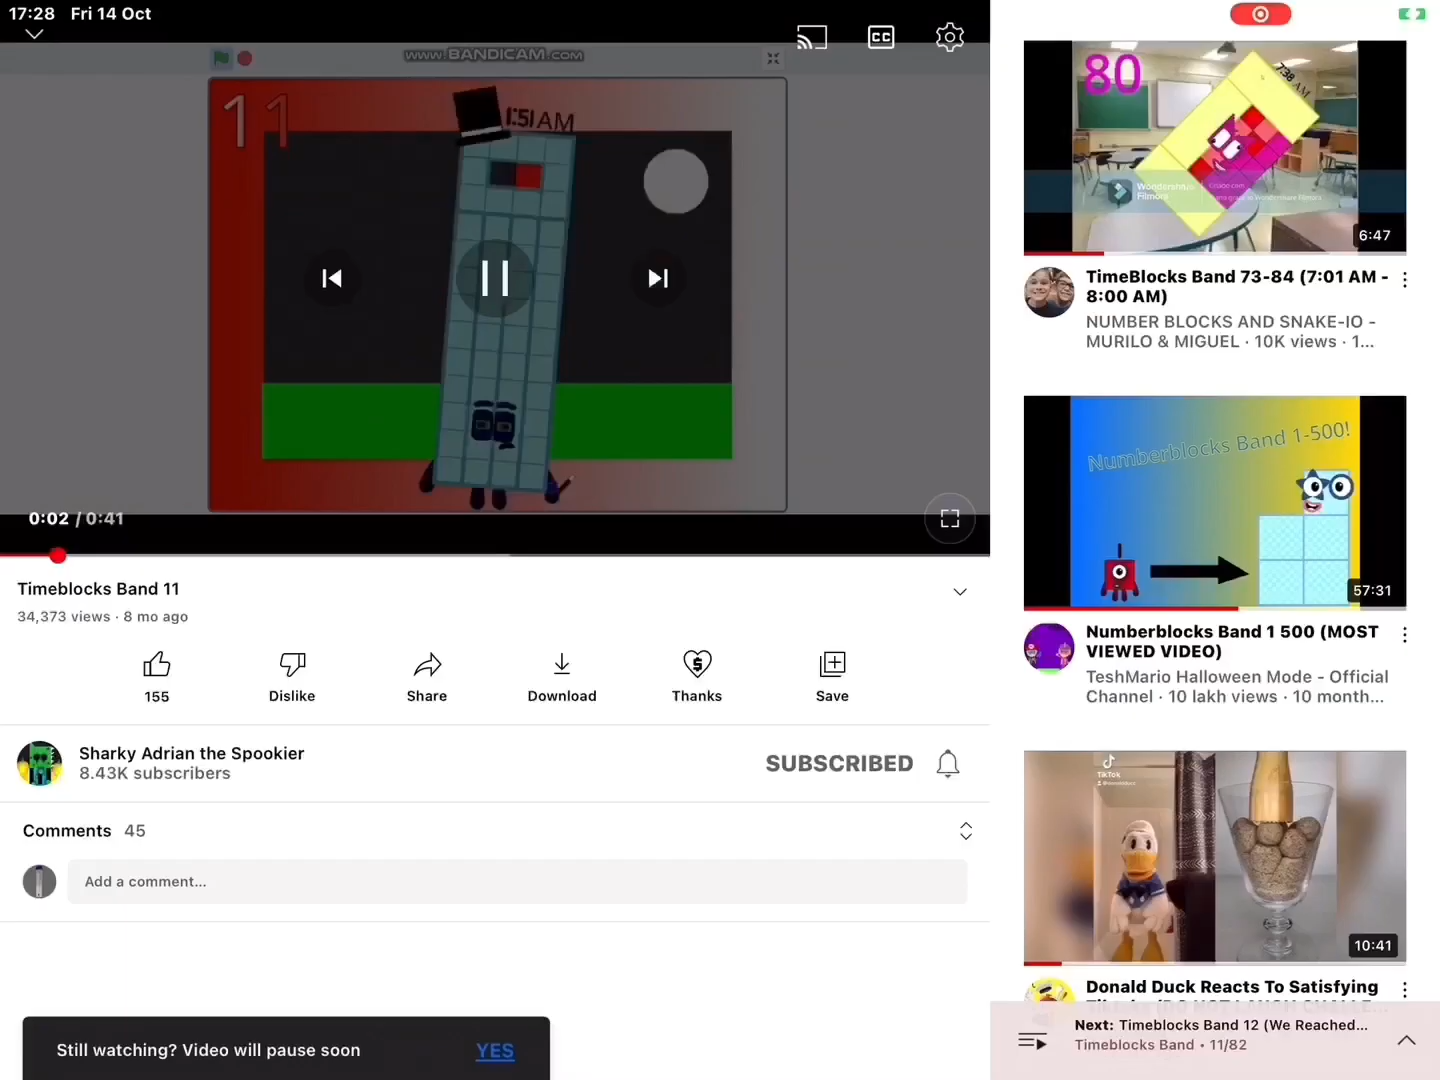 17:28 Fri 14 Oct
CC
WWW.BANDICAM.COM
11
1:51 AM
0:02 / 0:41
Timeblocks Band 11
34,373 views · 8 mo ago
155
Dislike
Share
Download
Thanks
Save
Sharky Adrian the Spookier
8.43K subscribers
SUBSCRIBED
Comments 45
Add a comment...
Still watching? Video will pause soon
YES
80
7:38 AM
Wondershare
Filmora
6:47
TimeBlocks Band 73-84 (7:01 AM -
8:00 AM)
NUMBER BLOCKS AND SNAKE-IO -
MURILO & MIGUEL · 10K views · 1...
Numberblocks Band 1-500!
57:31
Numberblocks Band 1 500 (MOST
VIEWED VIDEO)
TeshMario Halloween Mode - Official
Channel · 10 lakh views · 10 month...
TikTok
10:41
Donald Duck Reacts To Satisfying
Next: Timeblocks Band 12 (We Reached...
Timeblocks Band • 11/82